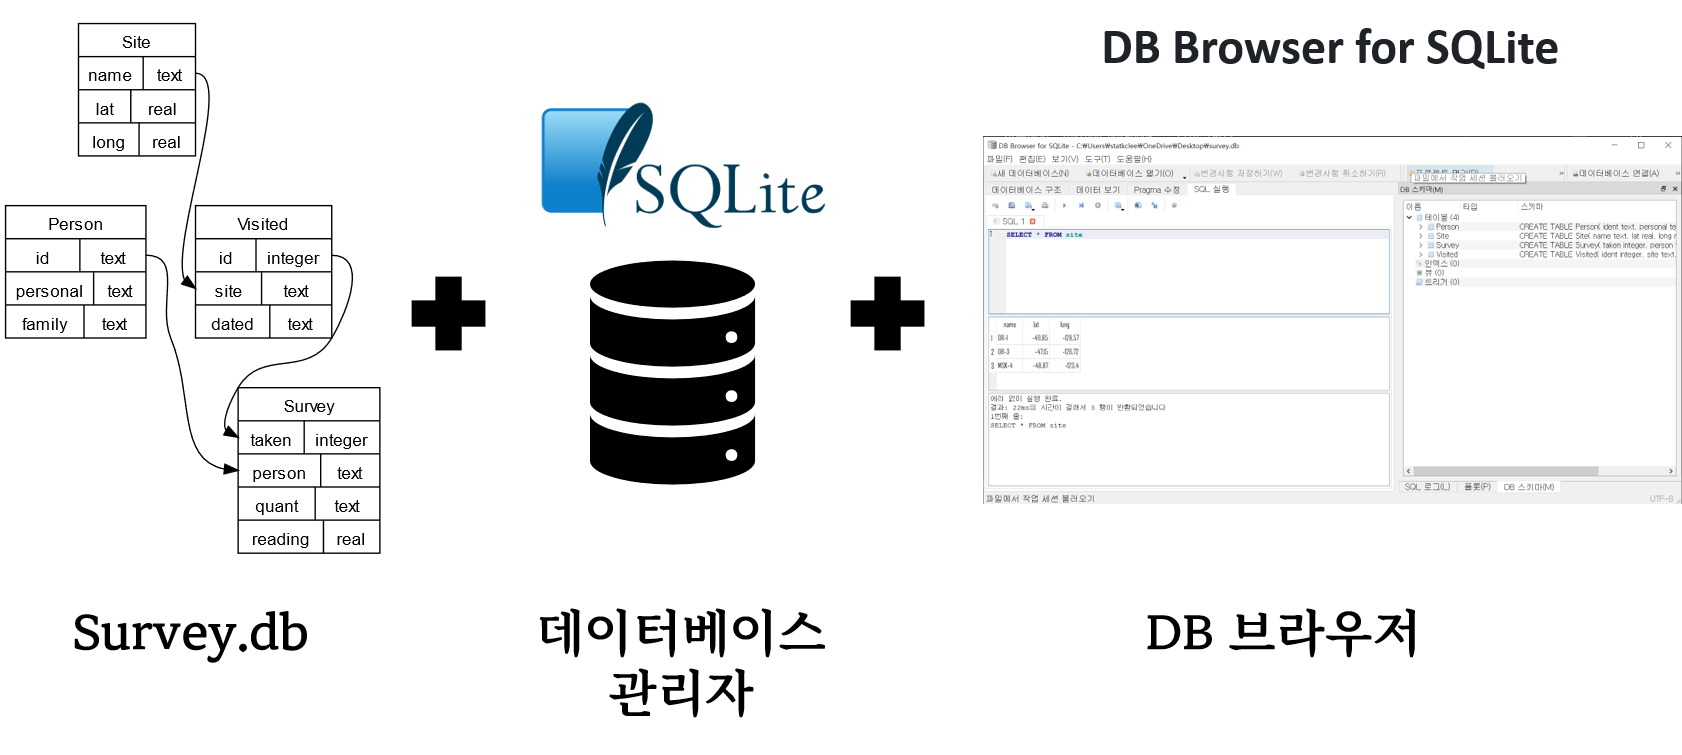 Site
name text
lat real
long real
Person
id text
personal text
family text
Visited
id integer
site text
dated text
Survey
taken integer
person text
quant text
reading real
Survey.db
SQLite
데이터베이스
관리자
DB Browser for SQLite
DB Browser for SQLite - C:₩Users₩statkclee₩OneDrive₩Desktop₩survey.db
파일(F) 편집(E) 보기(V) 도구(T) 도움말(H)
새 데이터베이스(N) 데이터베이스 열기(O) 변경사항 저장하기(W) 변경사항 취소하기(R) 데이터베이스 연결(A)
파일에서 작업 세션 불러오기
데이터베이스 구조 데이터 보기 Pragma 수정 SQL 실행
SQL 1
1 SELECT * FROM site
name lat long
1 DR-1 -49.85 -128.57
2 DR-3 -47.15 -126.72
3 MSK-4 -48.87 -123.4
에러 없이 실행 완료.
결과: 22ms의 시간이 걸려서 3 행이 반환되었습니다
1번째 줄:
SELECT * FROM site
DB 스키마(M)
이름 타입 스키마
테이블 (4)
Person CREATE TABLE Person( ident text, personal te
Site CREATE TABLE Site( name text, lat real, long r
Survey CREATE TABLE Survey( taken integer, person
Visited CREATE TABLE Visited( ident integer, site text,
인덱스 (0)
뷰 (0)
트리거 (0)
SQL 로그(L) 플롯(P) DB 스키마(M)
파일에서 작업 세션 불러오기 UTF-8
DB 브라우저